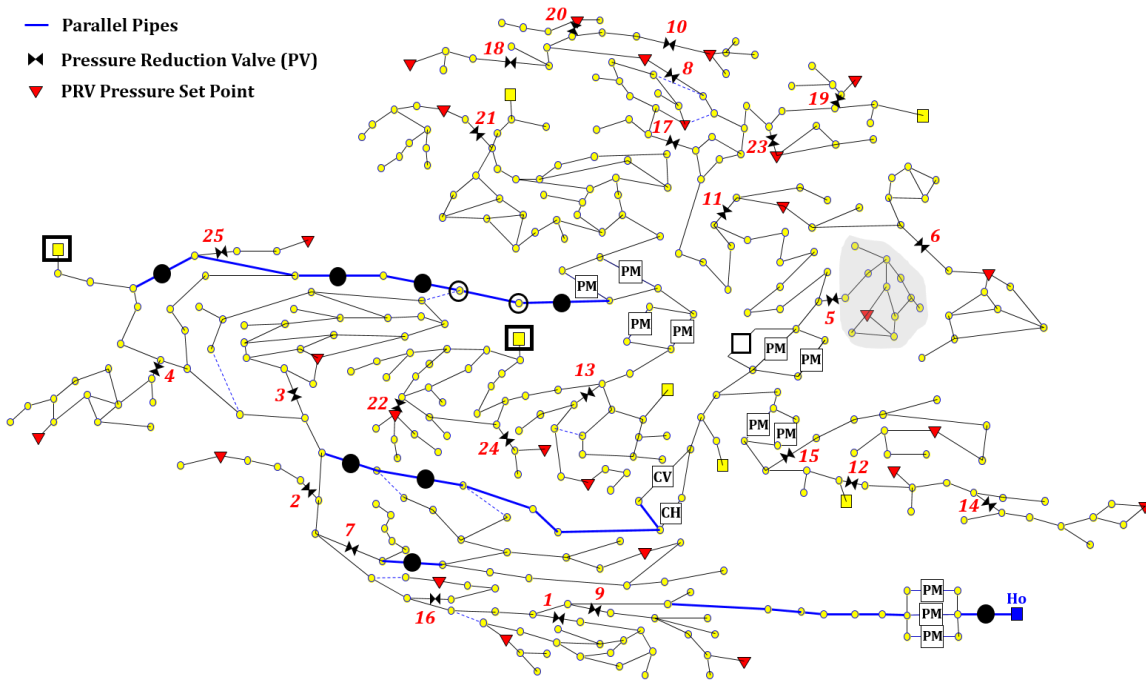 Parallel Pipes
Pressure Reduction Valve (PV)
PRV Pressure Set Point
20
10
18
8
19
21
17
23
11
25
6
PM
PM
5
PM
PM
PM
PM
13
4
3
22
PM
PM
24
15
12
CV
2
14
CH
7
1
9
16
Ho
PM
PM
PM